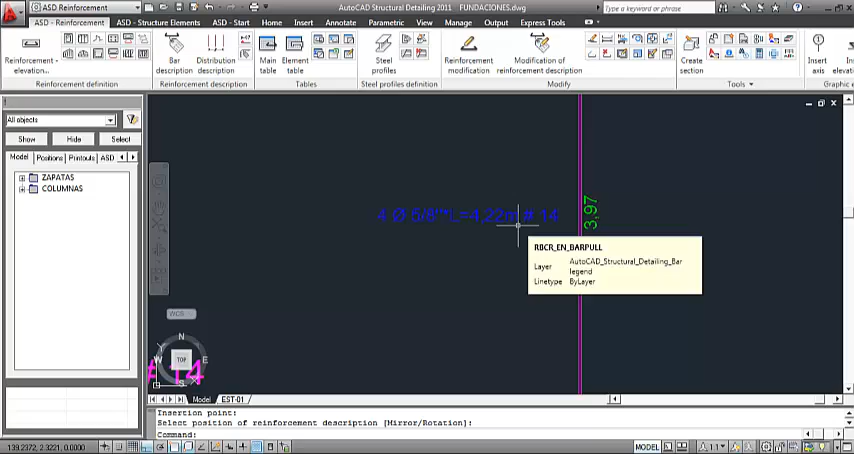 ASD Reinforcement
AutoCAD Structural Detailing 2011 FUNDACIONES.dwg
Type a keyword or phrase
ASD - Reinforcement ASD - Structure Elements ASD - Start Home Insert Annotate Parametric View Manage Output Express Tools
Reinforcement elevation...
Bar description
Distribution description
Main table
Element table
Steel profiles
Reinforcement modification
Modification of reinforcement description
Create section
Insert axis
Reinforcement definition
Reinforcement description
Tables
Steel profiles definition
Modify
Tools
Graphic e
All objects
Show Hide Select
Model Positions Printouts ASD
ZAPATAS
COLUMNAS
4 Ø 5/8"*L=4,22m # 14
3,97
RBCR_EN_BARPULL
Layer AutoCAD_Structural_Detailing_Bar legend
Linetype ByLayer
WCS
N
W TOP E
S
Y
X
# 14
Model EST-01
Insertion point:
Select position of reinforcement description [Mirror/Rotation]:
Command:
139.2372, 2.3221, 0.0000
MODEL
1:1